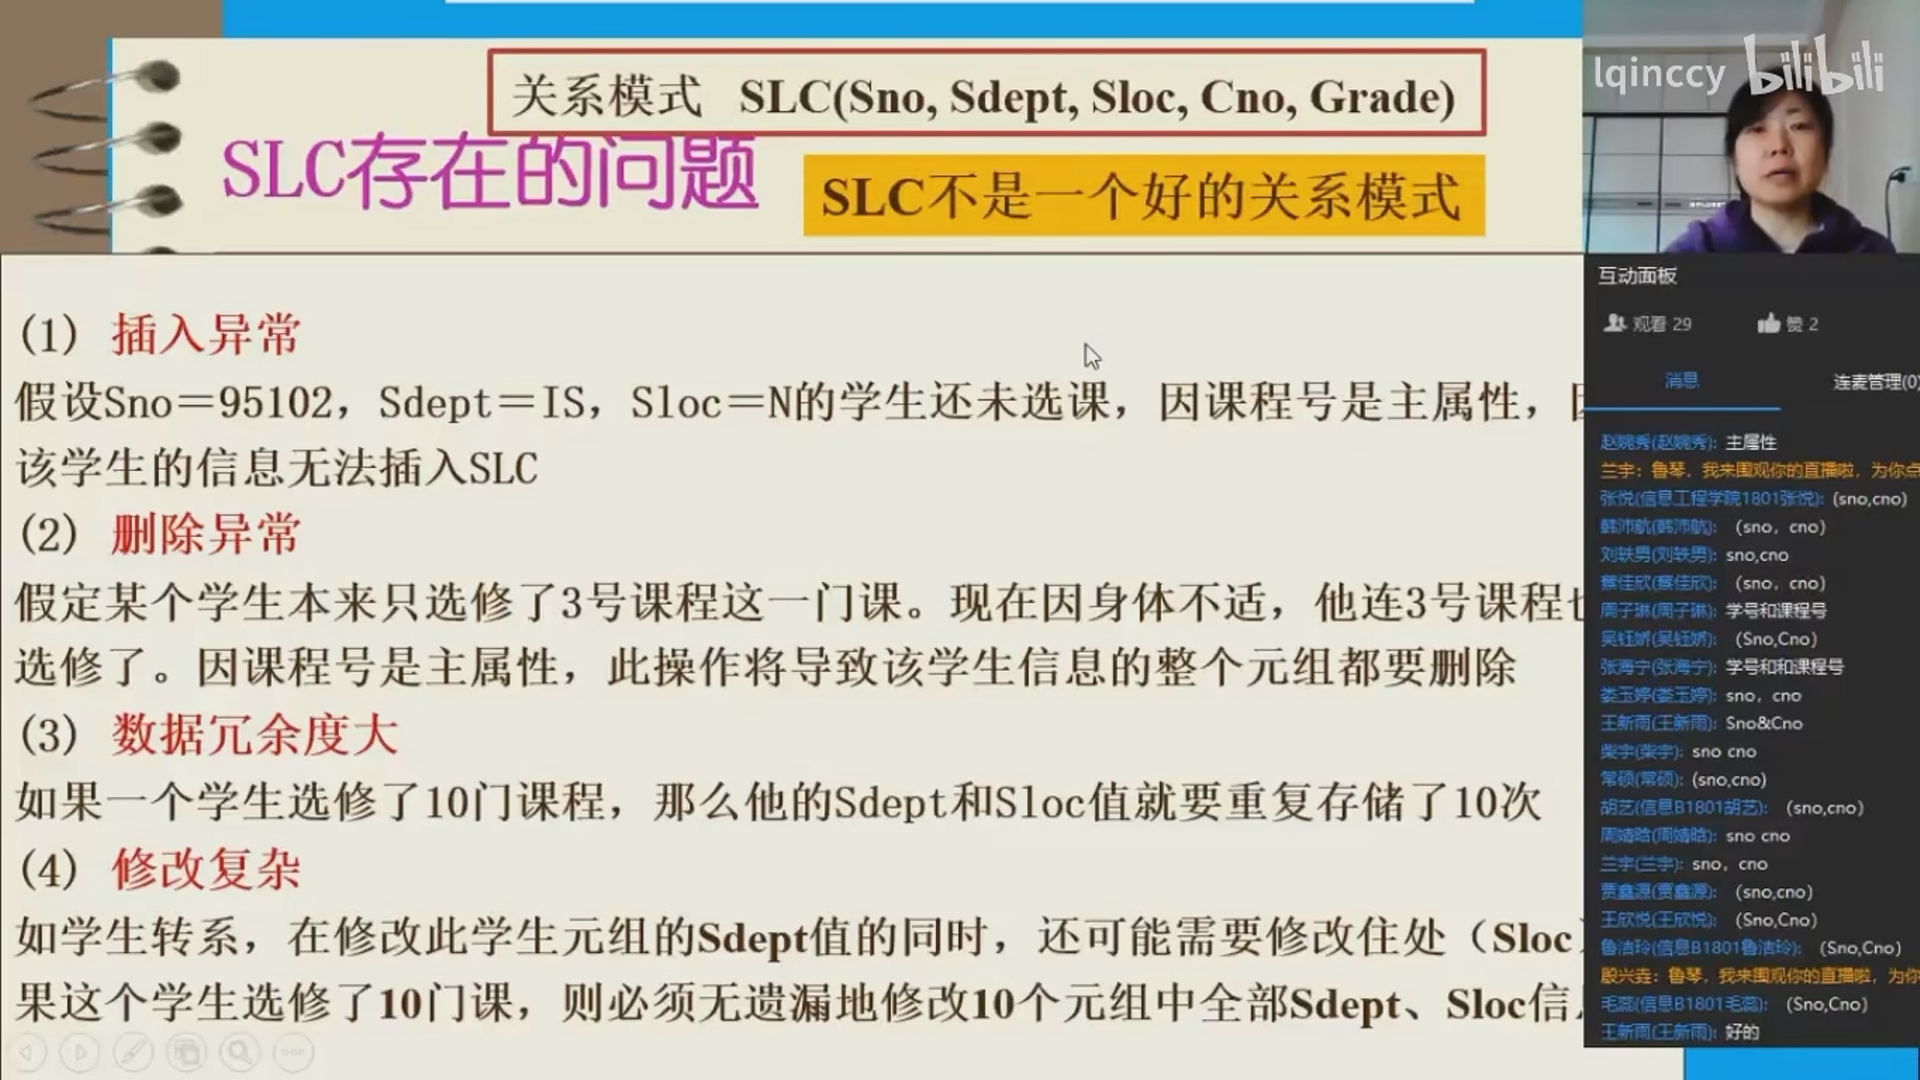 关系模式 SLC(Sno, Sdept, Sloc, Cno, Grade)
SLC存在的问题
SLC不是一个好的关系模式
(1) 插入异常
假设Sno＝95102，Sdept＝IS，Sloc＝N的学生还未选课，因课程号是主属性，
该学生的信息无法插入SLC
(2) 删除异常
假定某个学生本来只选修了3号课程这一门课。现在因身体不适，他连3号课程
选修了。因课程号是主属性，此操作将导致该学生信息的整个元组都要删除
(3) 数据冗余度大
如果一个学生选修了10门课程，那么他的Sdept和Sloc值就要重复存储了10次
(4) 修改复杂
如学生转系，在修改此学生元组的Sdept值的同时，还可能需要修改住处（Sloc
果这个学生选修了10门课，则必须无遗漏地修改10个元组中全部Sdept、Sloc信
lqinccy bilibili
互动面板
观看 29 赞 2
消息 连麦管理(0)
赵婉秀(赵婉秀): 主属性
兰宇: 鲁琴，我来围观你的直播啦，为你点
张悦(信息工程学院1801张悦): (sno,cno)
韩沛航(韩沛航): （sno，cno）
刘轶男(刘轶男): sno,cno
蔡佳欣(蔡佳欣): （sno，cno）
周子琳(周子琳): 学号和课程号
吴钰娇(吴钰娇): （Sno,Cno）
张海宁(张海宁): 学号和和课程号
娄玉婷(娄玉婷): sno，cno
王新雨(王新雨): Sno&Cno
柴宇(柴宇): sno cno
常硕(常硕): (sno,cno)
胡艺(信息B1801胡艺): （sno,cno）
周婧晗(周婧晗): sno cno
兰宇(兰宇): sno，cno
贾鑫源(贾鑫源): （sno,cno）
王欣悦(王欣悦): （Sno,Cno）
鲁洁玲(信息B1801鲁洁玲): （Sno,Cno）
殷兴垚: 鲁琴，我来围观你的直播啦，为你
毛蕊(信息B1801毛蕊): （Sno,Cno）
王新雨(王新雨): 好的